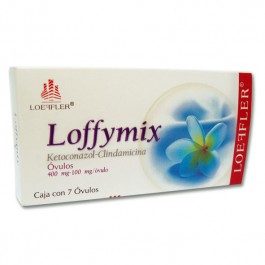 LOEFFLER
Loffymix
Ketoconazol-Clindamicina
Óvulos
400 mg-100 mg/óvulo
Caja con 7 Óvulos
LOEFFLER®